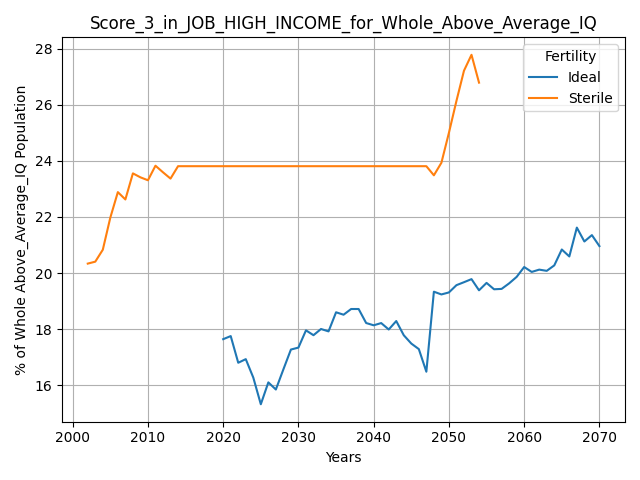 Score_3_in_JOB_HIGH_INCOME_for_Whole_Above_Average_IQ
% of Whole Above_Average_IQ Population
28
26
24
22
20
18
16
Fertility
Ideal
Sterile
2000 2010 2020 2030 2040 2050 2060 2070
Years